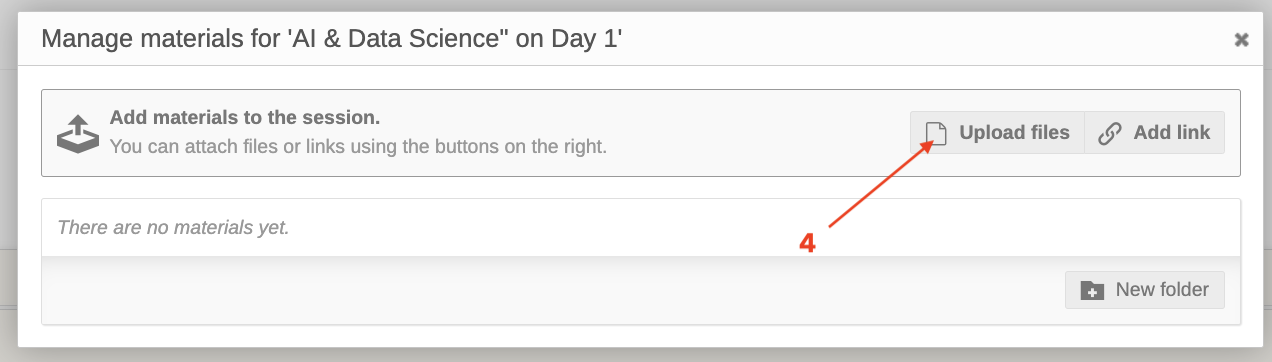 Manage materials for 'AI & Data Science" on Day 1'
Add materials to the session.
You can attach files or links using the buttons on the right.
Upload files
Add link
There are no materials yet.
4
New folder